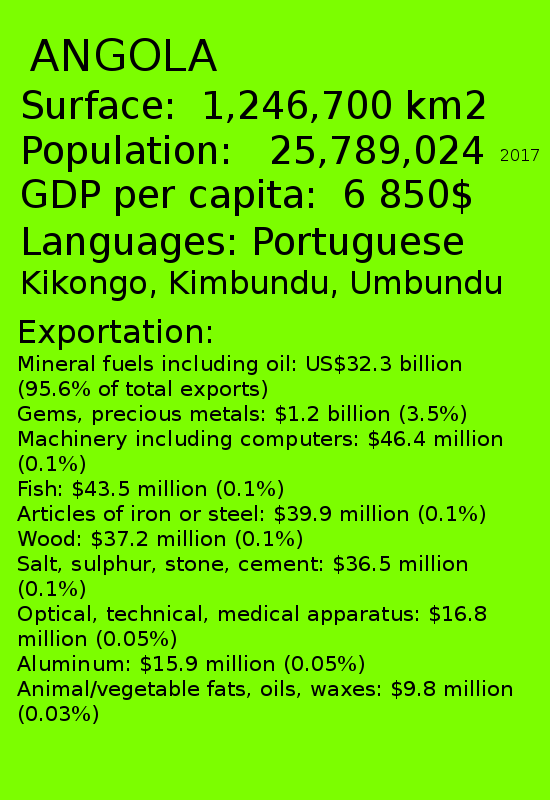 ANGOLA
Surface: 1,246,700 km2
Population: 25,789,024 2017
GDP per capita: 6 850$
Languages: Portuguese
Kikongo, Kimbundu, Umbundu
Exportation:
Mineral fuels including oil: US$32.3 billion
(95.6% of total exports)
Gems, precious metals: $1.2 billion (3.5%)
Machinery including computers: $46.4 million
(0.1%)
Fish: $43.5 million (0.1%)
Articles of iron or steel: $39.9 million (0.1%)
Wood: $37.2 million (0.1%)
Salt, sulphur, stone, cement: $36.5 million
(0.1%)
Optical, technical, medical apparatus: $16.8
million (0.05%)
Aluminum: $15.9 million (0.05%)
Animal/vegetable fats, oils, waxes: $9.8 million
(0.03%)